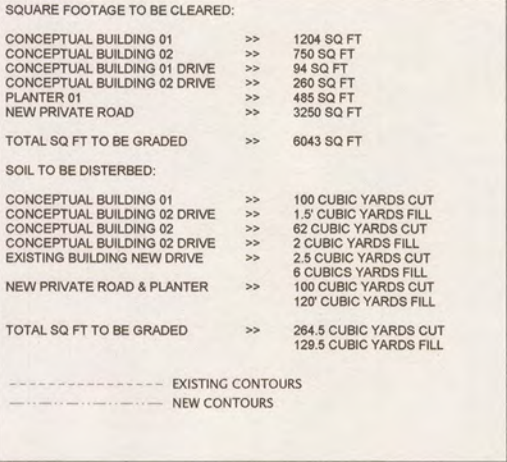 SQUARE FOOTAGE TO BE CLEARED:
CONCEPTUAL BUILDING 01 >> 1204 SQ FT
CONCEPTUAL BUILDING 02 >> 750 SQ FT
CONCEPTUAL BUILDING 01 DRIVE >> 94 SQ FT
CONCEPTUAL BUILDING 02 DRIVE >> 260 SQ FT
PLANTER 01 >> 485 SQ FT
NEW PRIVATE ROAD >> 3250 SQ FT
TOTAL SQ FT TO BE GRADED >> 6043 SQ FT
SOIL TO BE DISTERBED:
CONCEPTUAL BUILDING 01 >> 100 CUBIC YARDS CUT
CONCEPTUAL BUILDING 02 DRIVE >> 1.5' CUBIC YARDS FILL
CONCEPTUAL BUILDING 02 >> 62 CUBIC YARDS CUT
CONCEPTUAL BUILDING 02 DRIVE >> 2 CUBIC YARDS FILL
EXISTING BUILDING NEW DRIVE >> 2.5 CUBIC YARDS CUT
6 CUBICS YARDS FILL
NEW PRIVATE ROAD & PLANTER >> 100 CUBIC YARDS CUT
120' CUBIC YARDS FILL
TOTAL SQ FT TO BE GRADED >> 264.5 CUBIC YARDS CUT
129.5 CUBIC YARDS FILL
EXISTING CONTOURS
NEW CONTOURS